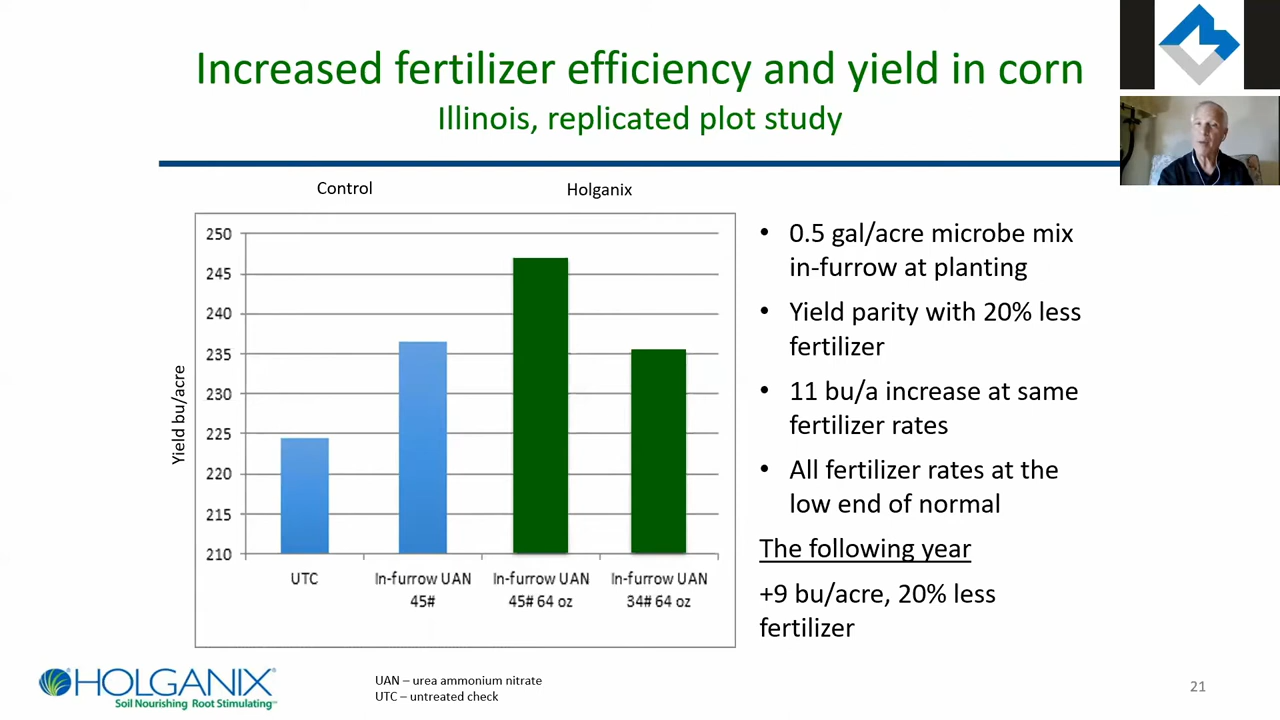 Increased fertilizer efficiency and yield in corn
Illinois, replicated plot study
Control
Holganix
Yield bu/acre
250
245
240
235
230
225
220
215
210
UTC
In-furrow UAN
45#
In-furrow UAN
45# 64 oz
In-furrow UAN
34# 64 oz
• 0.5 gal/acre microbe mix
in-furrow at planting
• Yield parity with 20% less
fertilizer
• 11 bu/a increase at same
fertilizer rates
• All fertilizer rates at the
low end of normal
The following year
+9 bu/acre, 20% less
fertilizer
HOLGANIX
Soil Nourishing Root Stimulating
UAN – urea ammonium nitrate
UTC – untreated check
21